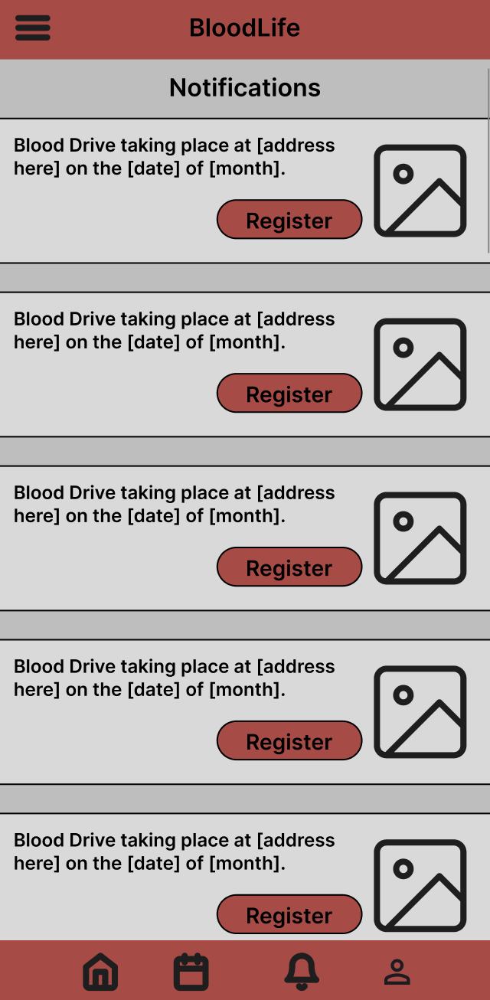 BloodLife
Notifications
Blood Drive taking place at [address
here] on the [date] of [month].
Register
Blood Drive taking place at [address
here] on the [date] of [month].
Register
Blood Drive taking place at [address
here] on the [date] of [month].
Register
Blood Drive taking place at [address
here] on the [date] of [month].
Register
Blood Drive taking place at [address
here] on the [date] of [month].
Register